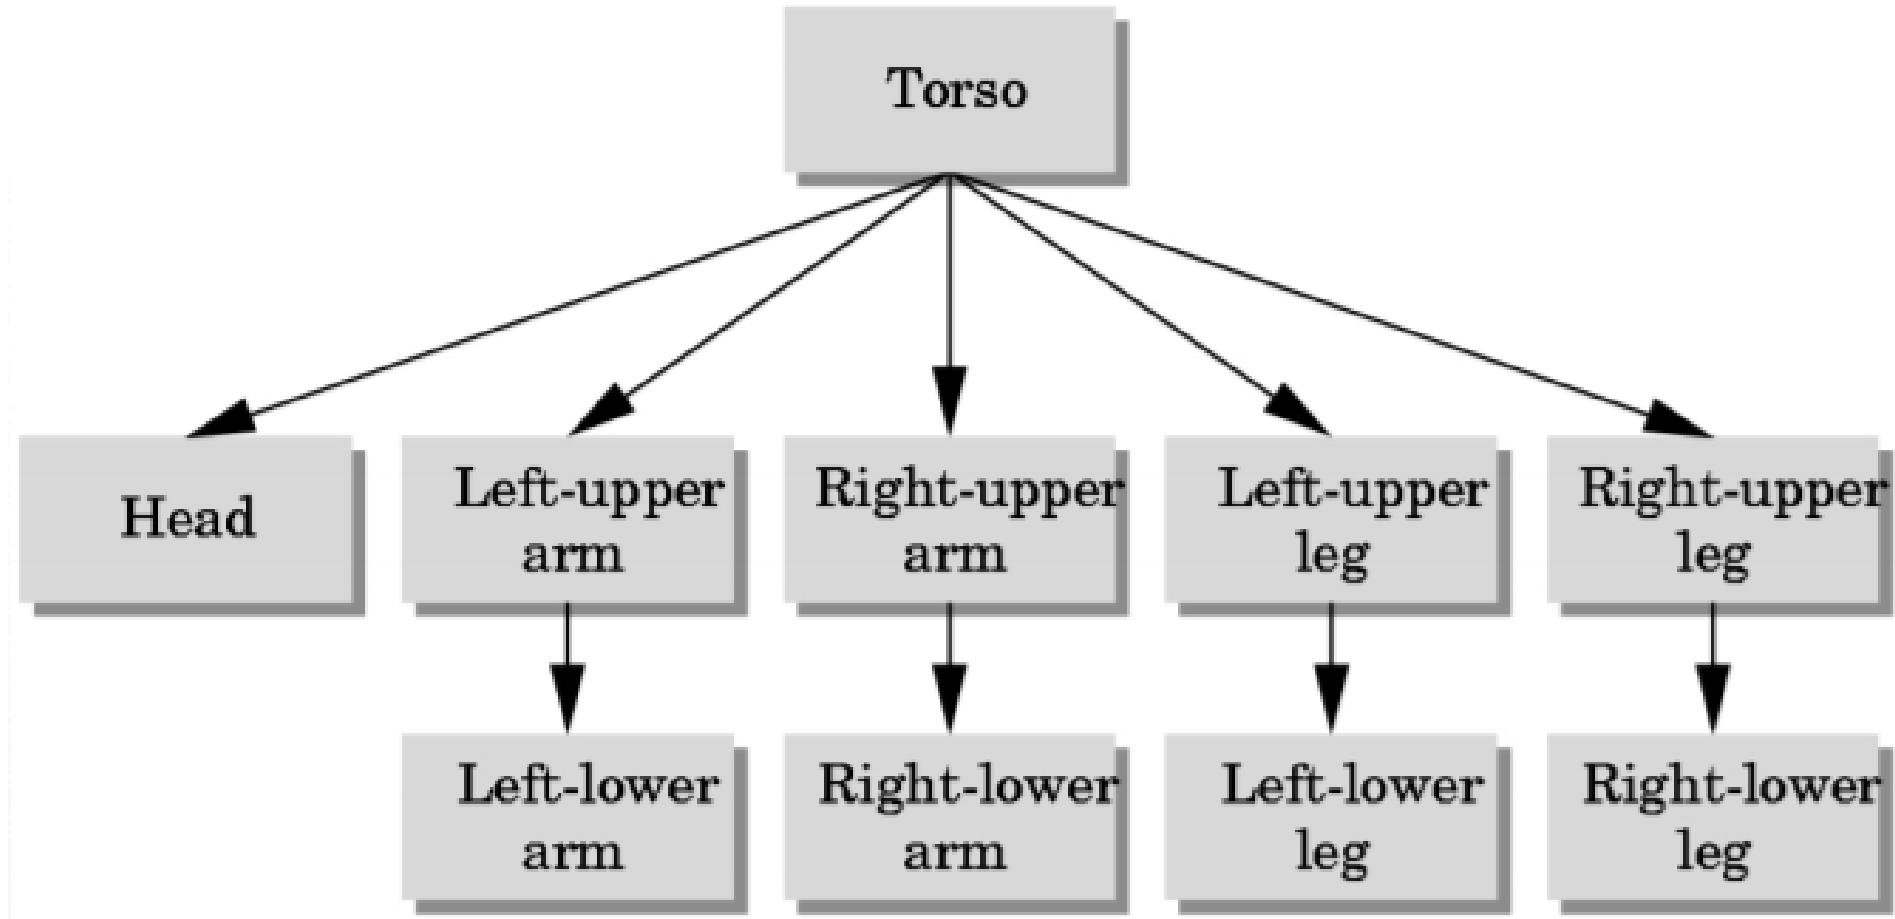 Torso
Head
Left-upper
arm
Right-upper
arm
Left-upper
leg
Right-upper
leg
Left-lower
arm
Right-lower
arm
Left-lower
leg
Right-lower
leg